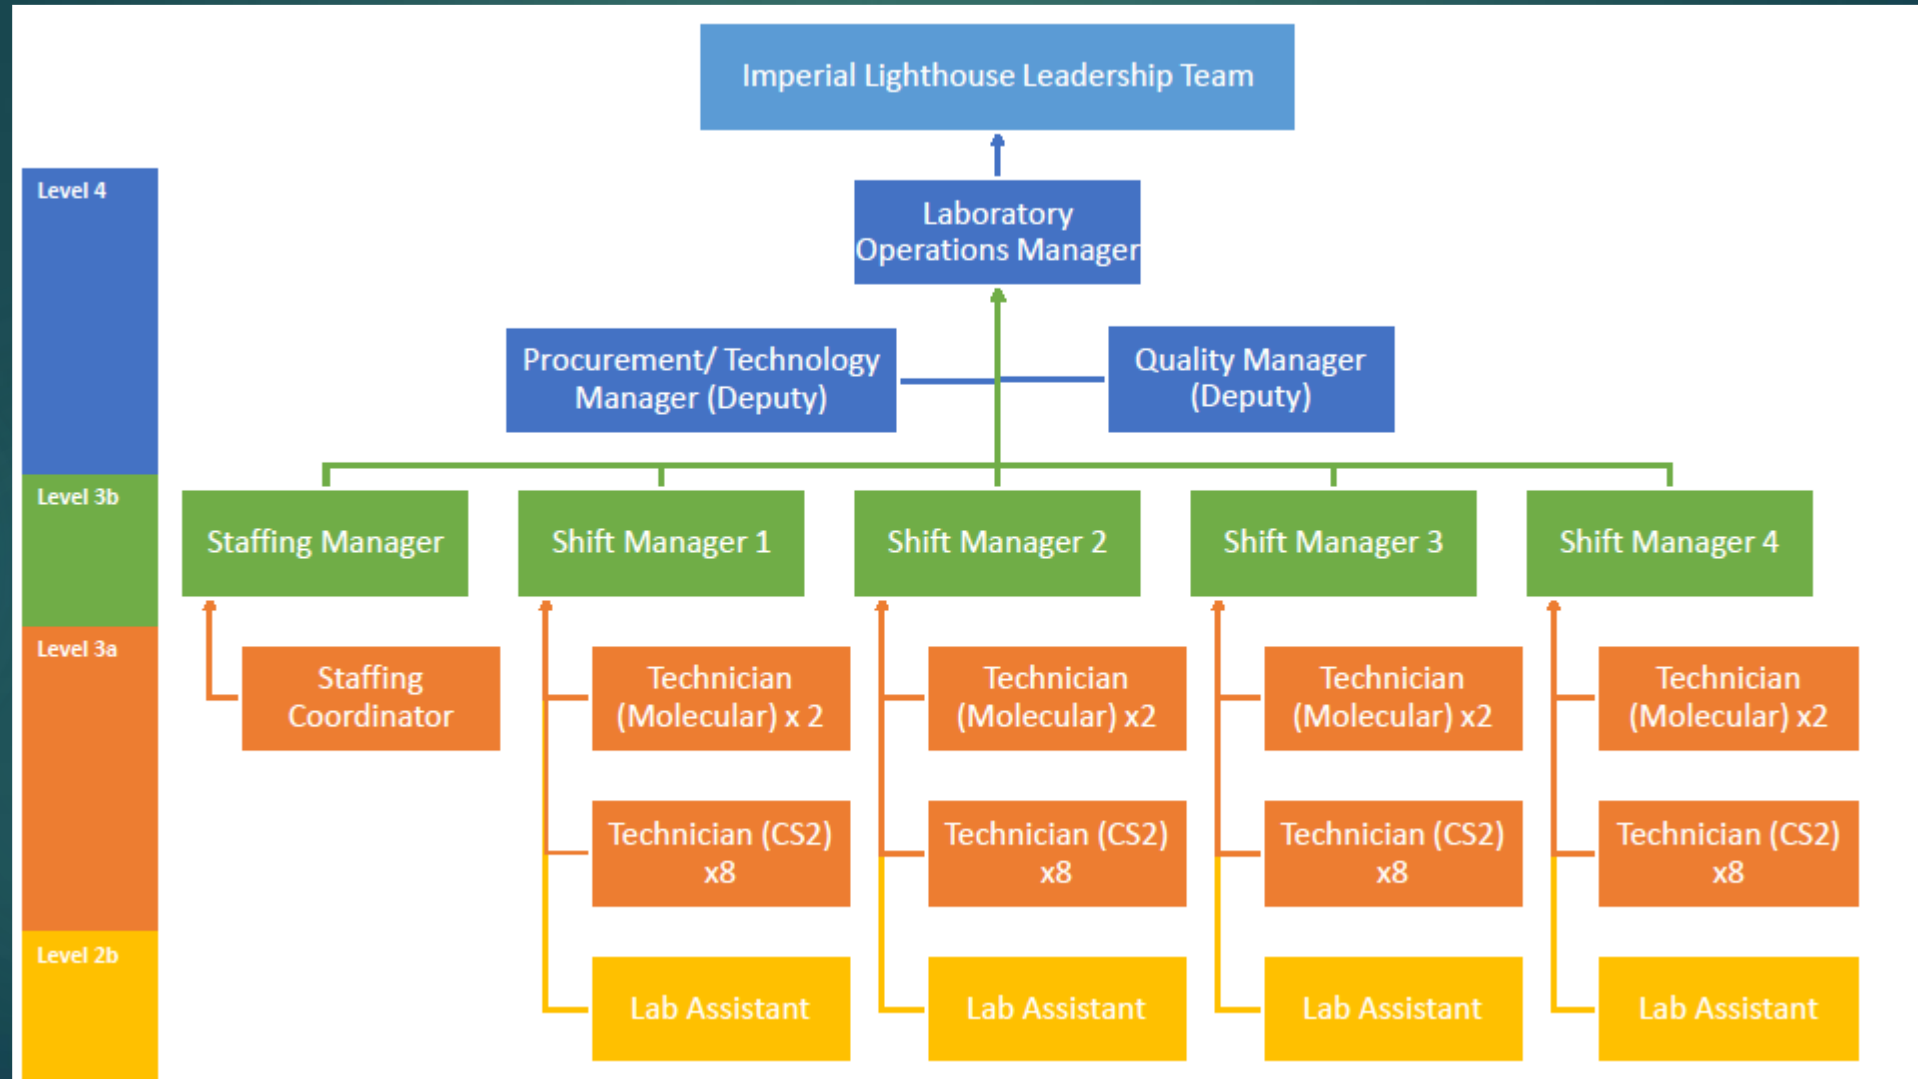 Imperial Lighthouse Leadership Team
Level 4
Laboratory
Operations Manager
Procurement/ Technology
Manager (Deputy)
Quality Manager
(Deputy)
Level 3b
Staffing Manager
Shift Manager 1
Shift Manager 2
Shift Manager 3
Shift Manager 4
Level 3a
Staffing
Coordinator
Technician
(Molecular) x 2
Technician
(Molecular) x2
Technician
(Molecular) x2
Technician
(Molecular) x2
Technician (CS2)
x8
Technician (CS2)
x8
Technician (CS2)
x8
Technician (CS2)
x8
Level 2b
Lab Assistant
Lab Assistant
Lab Assistant
Lab Assistant